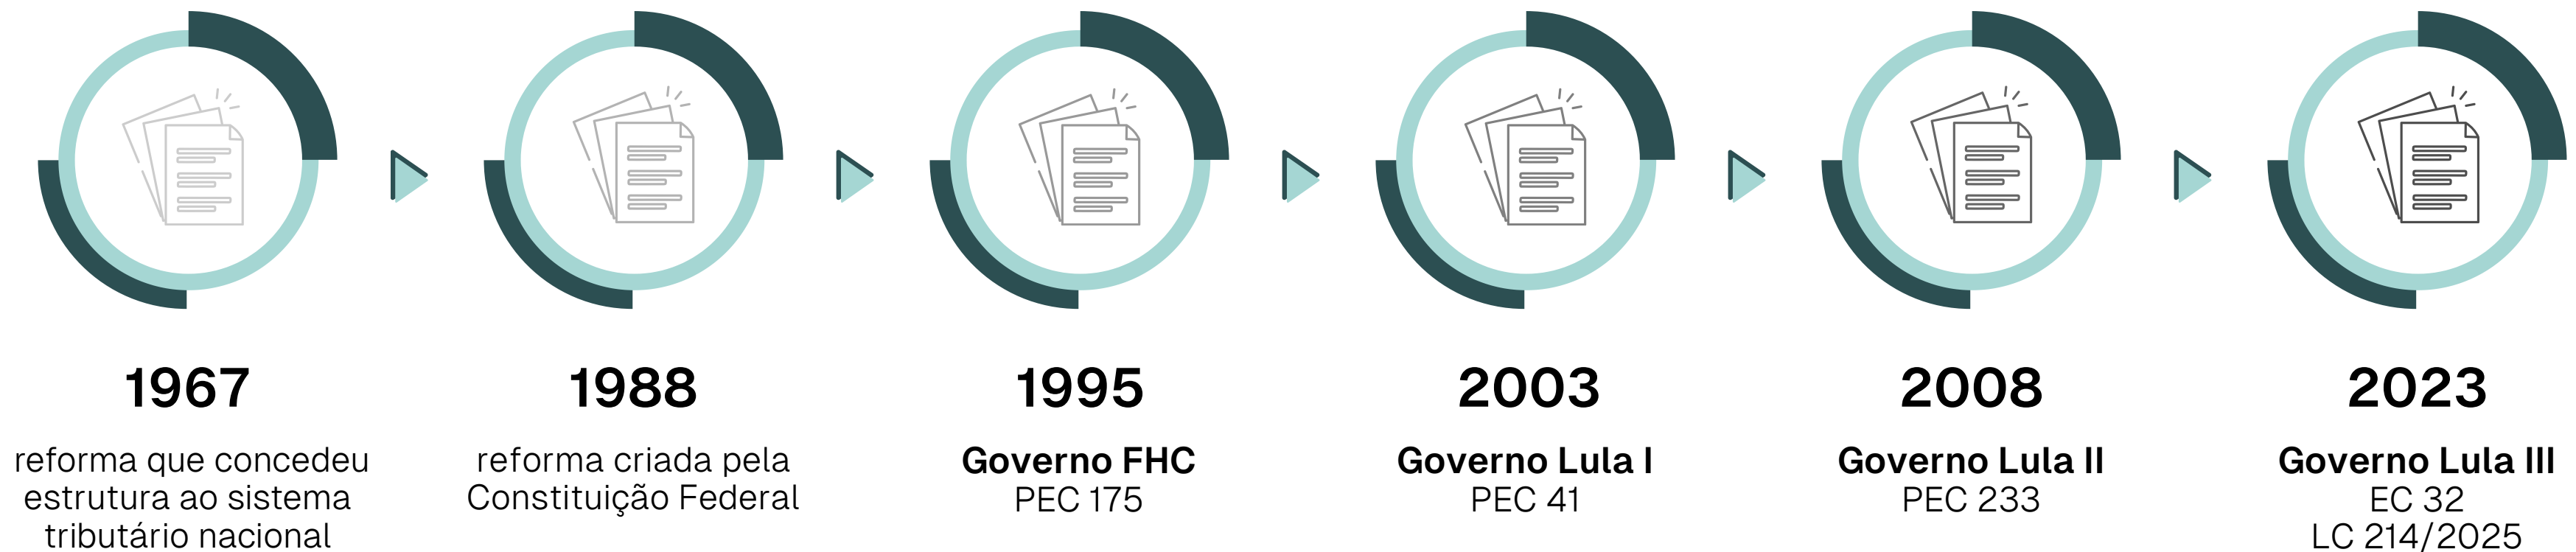 1967
reforma que concedeu
estrutura ao sistema
tributário nacional
1988
reforma criada pela
Constituição Federal
1995
Governo FHC
PEC 175
2003
Governo Lula I
PEC 41
2008
Governo Lula II
PEC 233
2023
Governo Lula III
EC 32
LC 214/2025